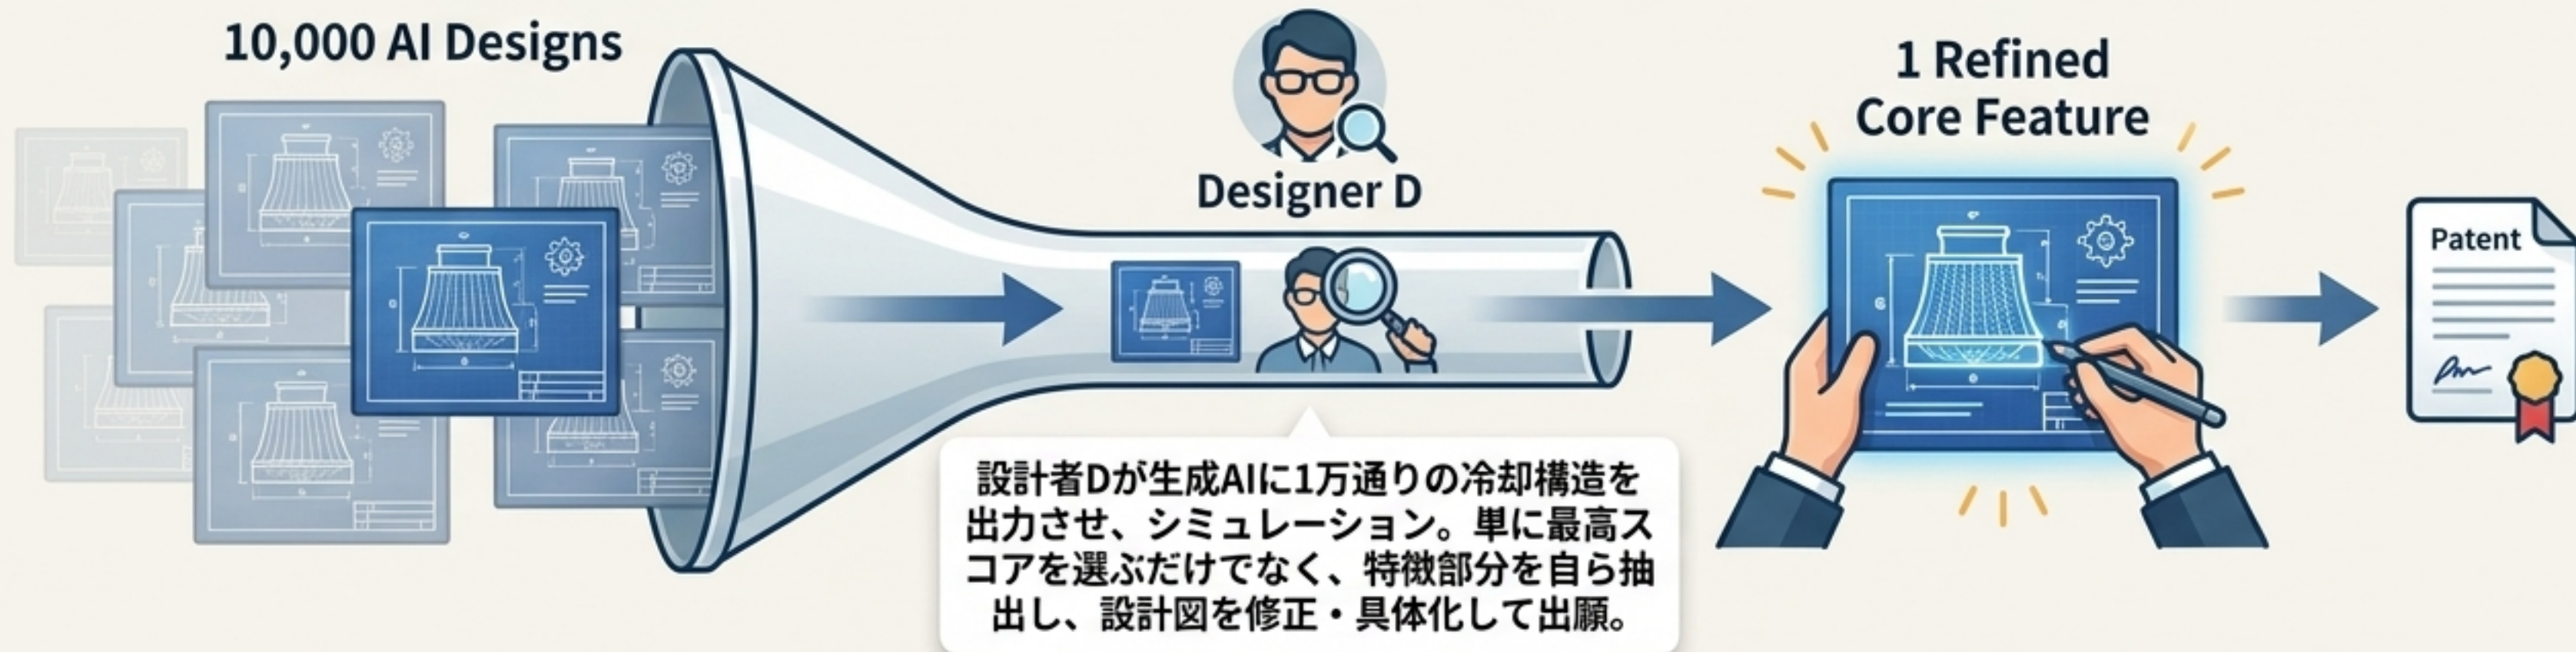 10,000 AI Designs
Designer D
設計者Dが生成AIに1万通りの冷却構造を
出力させ、シミュレーション。単に最高ス
コアを選ぶだけでなく、特徴部分を自ら抽
出し、設計図を修正・具体化して出願。
1 Refined
Core Feature
Patent